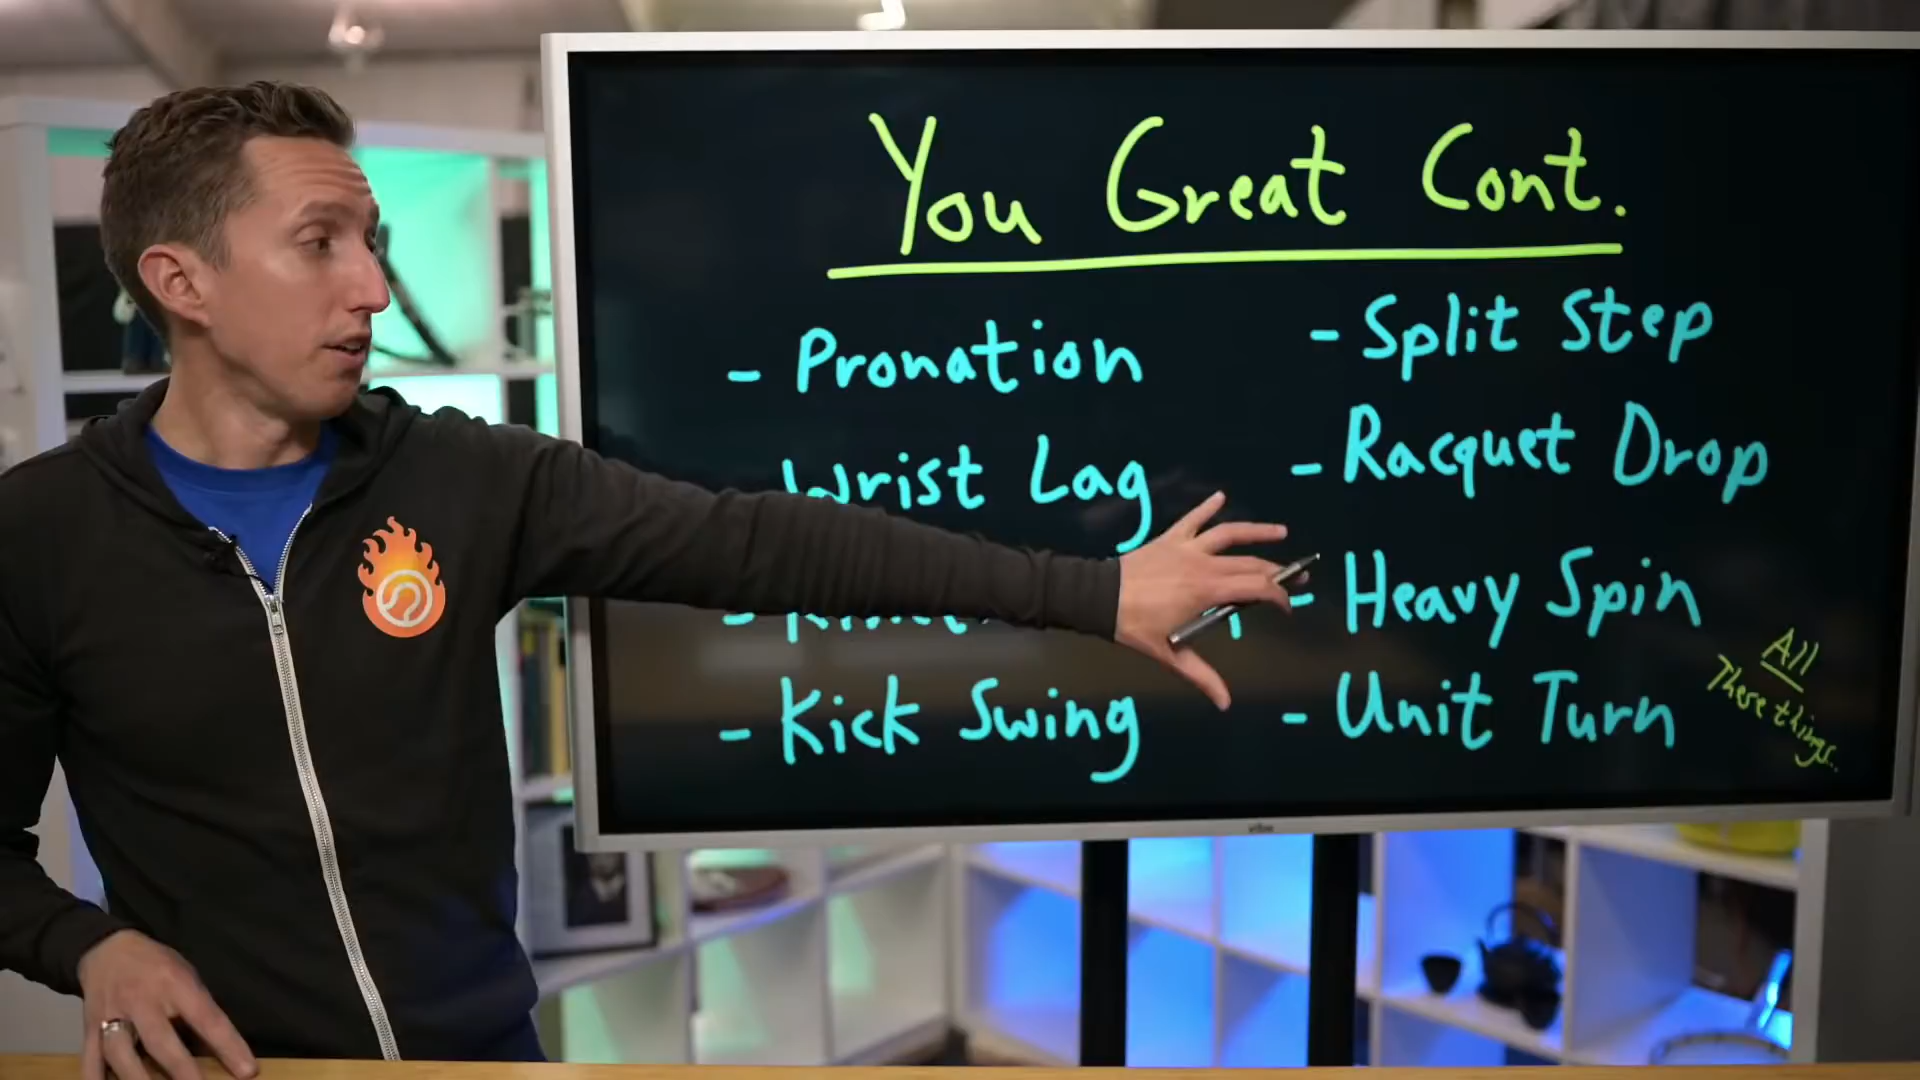 You Great Cont.
- Pronation
Wrist Lag
- Kick Swing
- Split Step
- Racquet Drop
- Heavy Spin
- Unit Turn
All
These things..
vibe